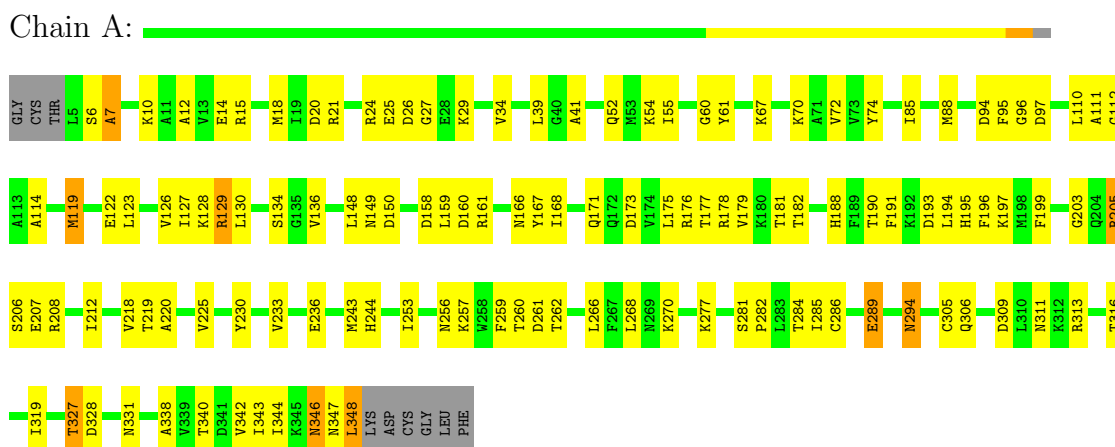 Chain A:
GLY CYS THR L5 S6 A7 K10 A11 A12 V13 E14 R15 M18 I19 D20 R21 R24 E25 D26 G27 E28 K29 V34 L39 G40 A41 Q52 M53 K54 I55 G60 Y61 K67 K70 A71 V72 V73 Y74 I85 M88 D94 F95 G96 D97 L110 A111 C112
A113 A114 M119 E122 L123 V126 I127 K128 R129 L130 S134 G135 V136 L148 N149 D150 D158 L159 D160 R161 N166 Y167 I168 Q171 Q172 D173 V174 L175 R176 T177 R178 V179 K180 T181 T182 H188 F189 T190 F191 K192 D193 L194 H195 F196 K197 M198 F199 G203 Q204 R205
S206 E207 R208 I212 V218 T219 A220 V225 Y230 V233 E236 M243 H244 I253 N256 K257 W258 F259 T260 D261 T262 L266 F267 L268 N269 K270 K277 S281 P282 L283 T284 I285 C286 E289 N294 C305 Q306 D309 L310 N311 K312 R313 T316
I319 T327 D328 N331 A338 V339 T340 D341 V342 I343 I344 K345 N346 N347 L348 LYS ASP CYS GLY LEU PHE